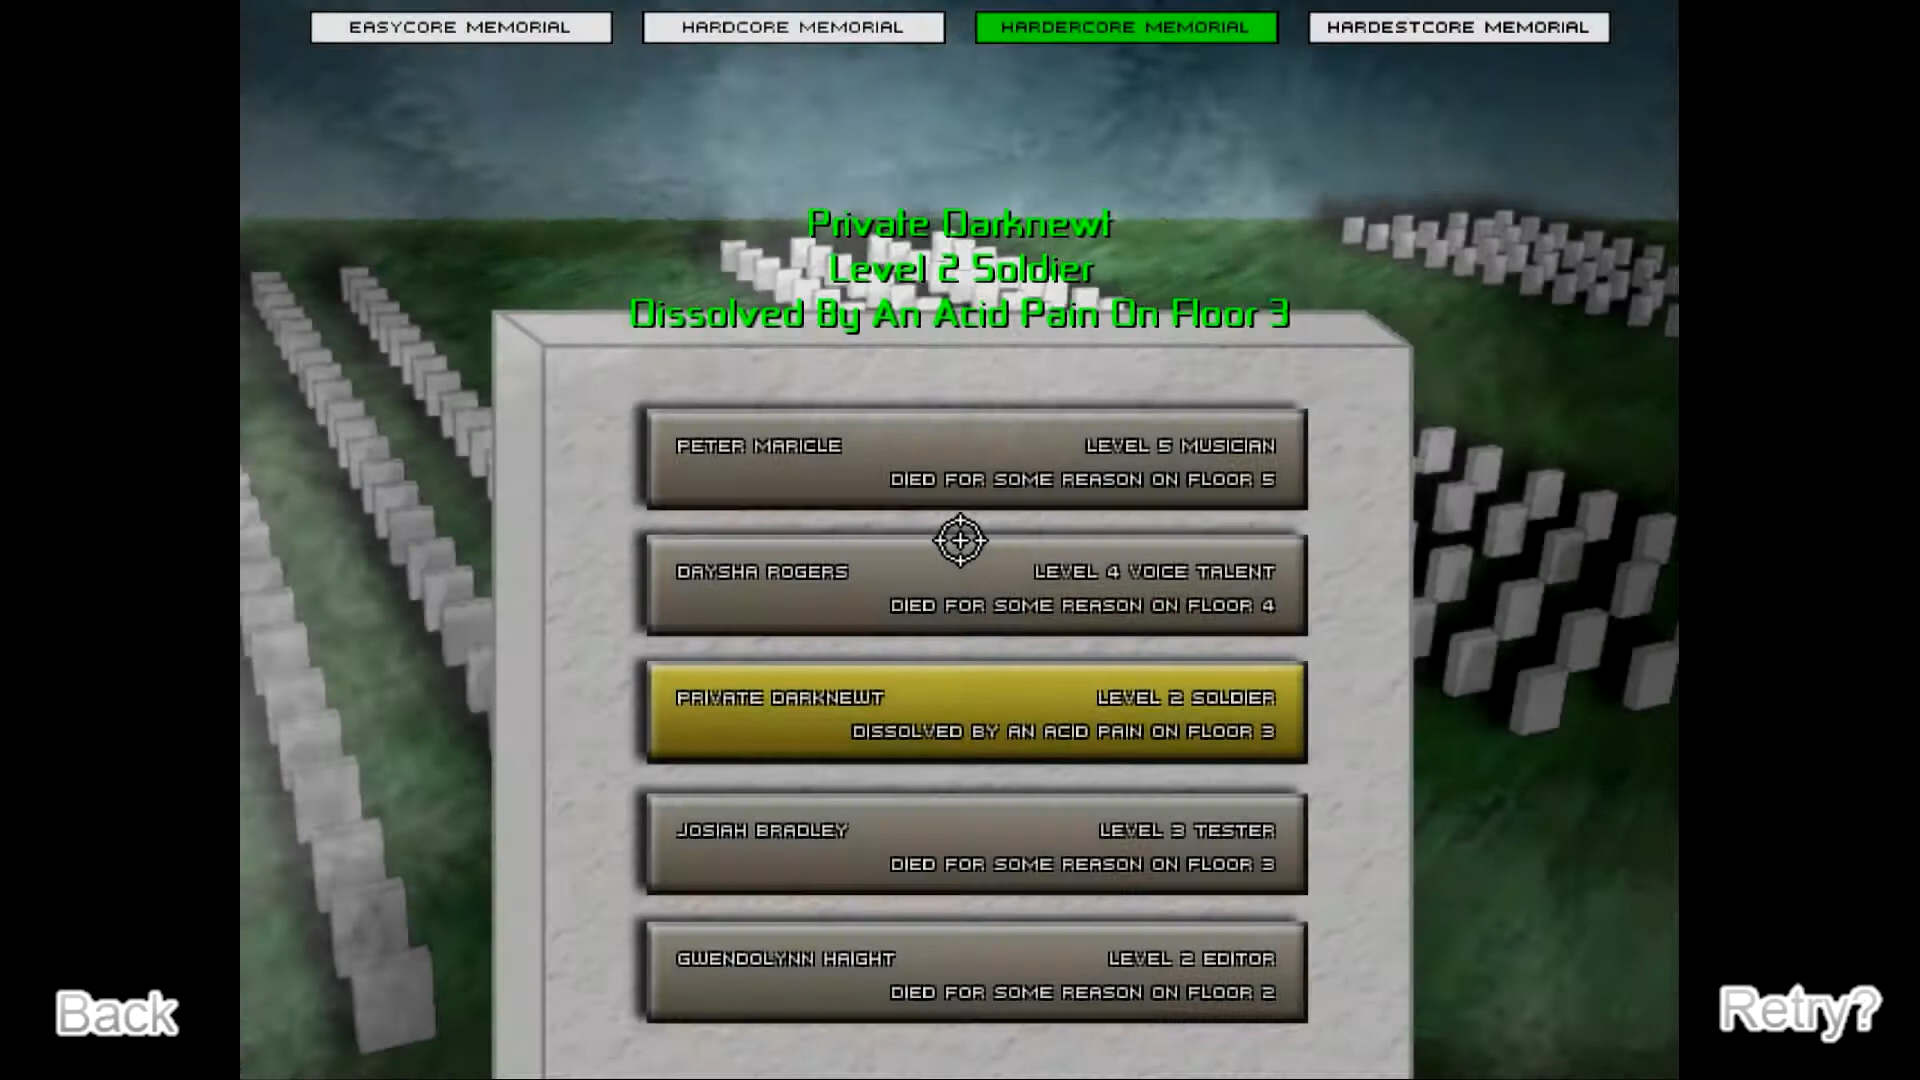 EASYCORE MEMORIAL
HARDCORE MEMORIAL
HARDERCORE MEMORIAL
HARDESTCORE MEMORIAL
Private Darknewt
Level 2 Soldier
Dissolved By An Acid Pain On Floor 3
PETER MARICLE
LEVEL 5 MUSICIAN
DIED FOR SOME REASON ON FLOOR 5
DAYSHA ROGERS
LEVEL 4 VOICE TALENT
DIED FOR SOME REASON ON FLOOR 4
PRIVATE DARKNEWT
LEVEL 2 SOLDIER
DISSOLVED BY AN ACID PAIN ON FLOOR 3
JOSIAH BRADLEY
LEVEL 3 TESTER
DIED FOR SOME REASON ON FLOOR 3
GWENDOLYNN HAIGHT
LEVEL 2 EDITOR
DIED FOR SOME REASON ON FLOOR 2
Back
Retry?